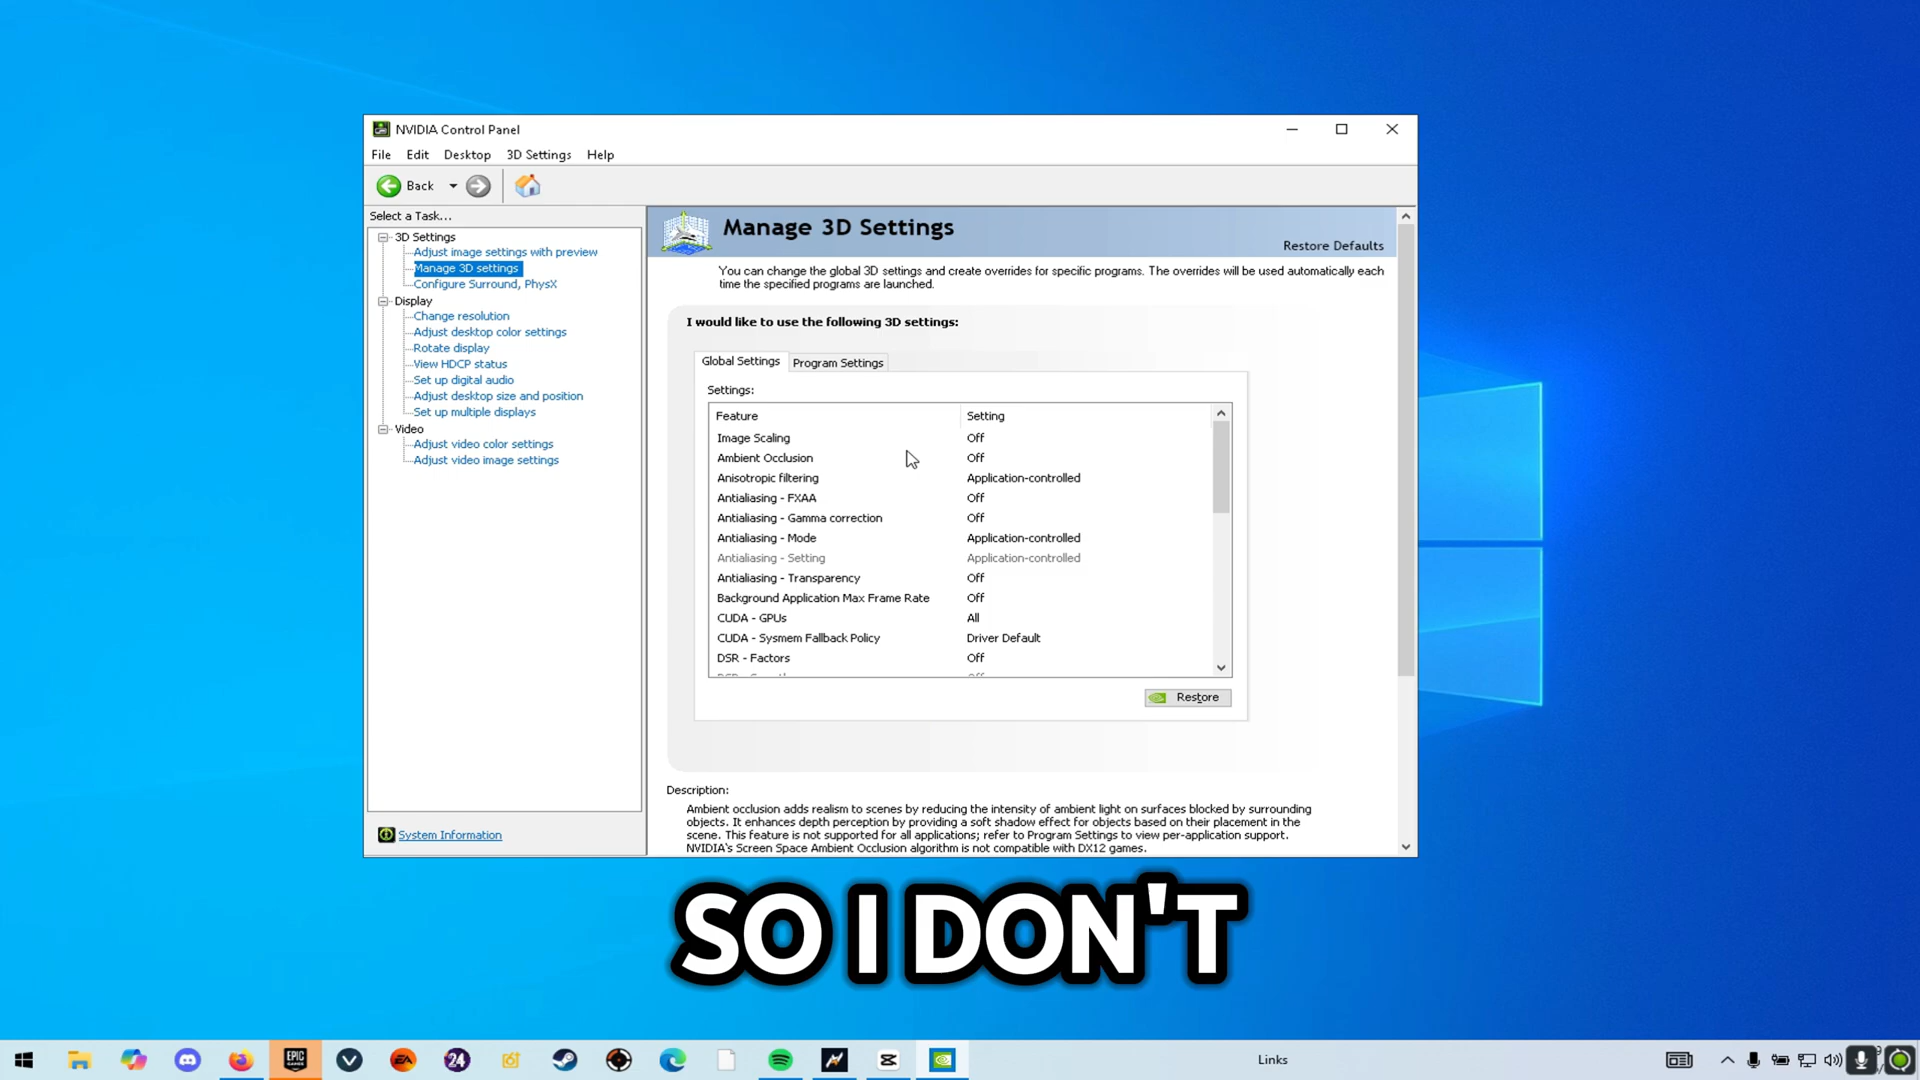 NVIDIA Control Panel
File Edit Desktop 3D Settings Help
Back
Select a Task...
3D Settings
Adjust image settings with preview
Manage 3D settings
Configure Surround, PhysX
Display
Change resolution
Adjust desktop color settings
Rotate display
View HDCP status
Set up digital audio
Adjust desktop size and position
Set up multiple displays
Video
Adjust video color settings
Adjust video image settings
System Information
Manage 3D Settings
Restore Defaults
You can change the global 3D settings and create overrides for specific programs. The overrides will be used automatically each
time the specified programs are launched.
I would like to use the following 3D settings:
Global Settings Program Settings
Settings:
Feature Setting
Image Scaling Off
Ambient Occlusion Off
Anisotropic filtering Application-controlled
Antialiasing - FXAA Off
Antialiasing - Gamma correction Off
Antialiasing - Mode Application-controlled
Antialiasing - Setting Application-controlled
Antialiasing - Transparency Off
Background Application Max Frame Rate Off
CUDA - GPUs All
CUDA - Sysmem Fallback Policy Driver Default
DSR - Factors Off
Restore
Description:
Ambient occlusion adds realism to scenes by reducing the intensity of ambient light on surfaces blocked by surrounding
objects. It enhances depth perception by providing a soft shadow effect for objects based on their placement in the
scene. This feature is not supported for all applications; refer to Program Settings to view per-application support.
NVIDIA's Screen Space Ambient Occlusion algorithm is not compatible with DX12 games.
SO I DON'T
EPIC GAMES
EA
24
Links